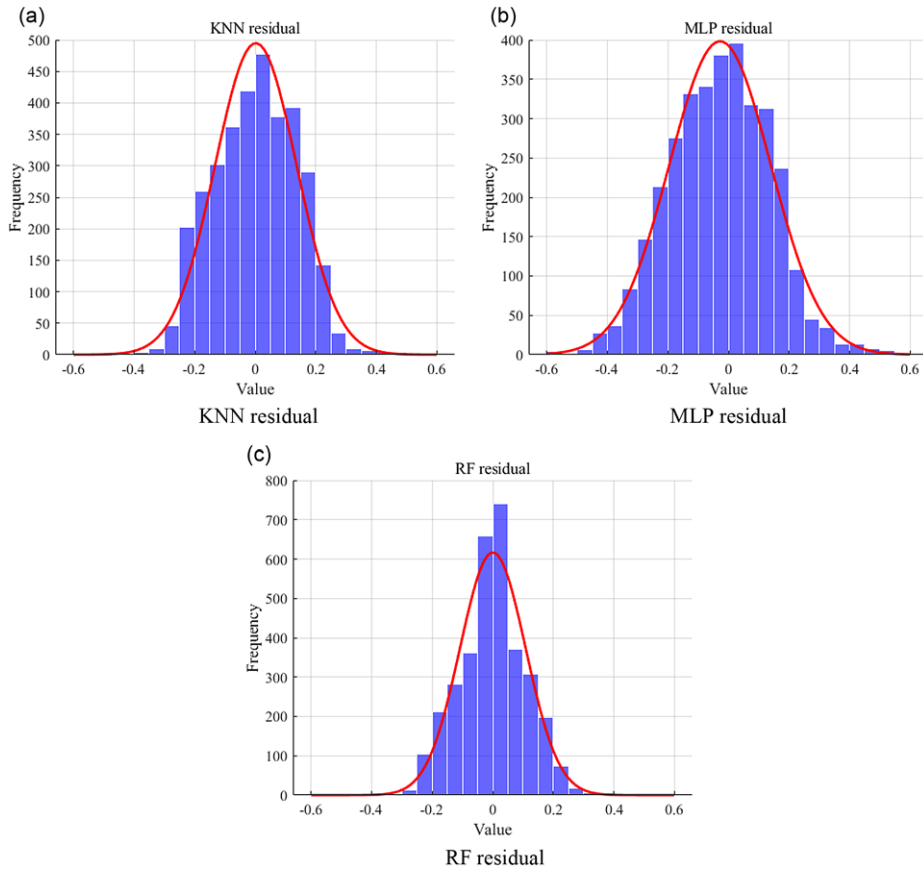 (a)
KNN residual
500
450
400
350
300
250
200
150
100
50
0
Frequency
-0.6 -0.4 -0.2 0 0.2 0.4 0.6
Value
KNN residual
(b)
MLP residual
400
350
300
250
200
150
100
50
0
Frequency
-0.6 -0.4 -0.2 0 0.2 0.4 0.6
Value
MLP residual
(c)
RF residual
800
700
600
500
400
300
200
100
0
Frequency
-0.6 -0.4 -0.2 0 0.2 0.4 0.6
Value
RF residual